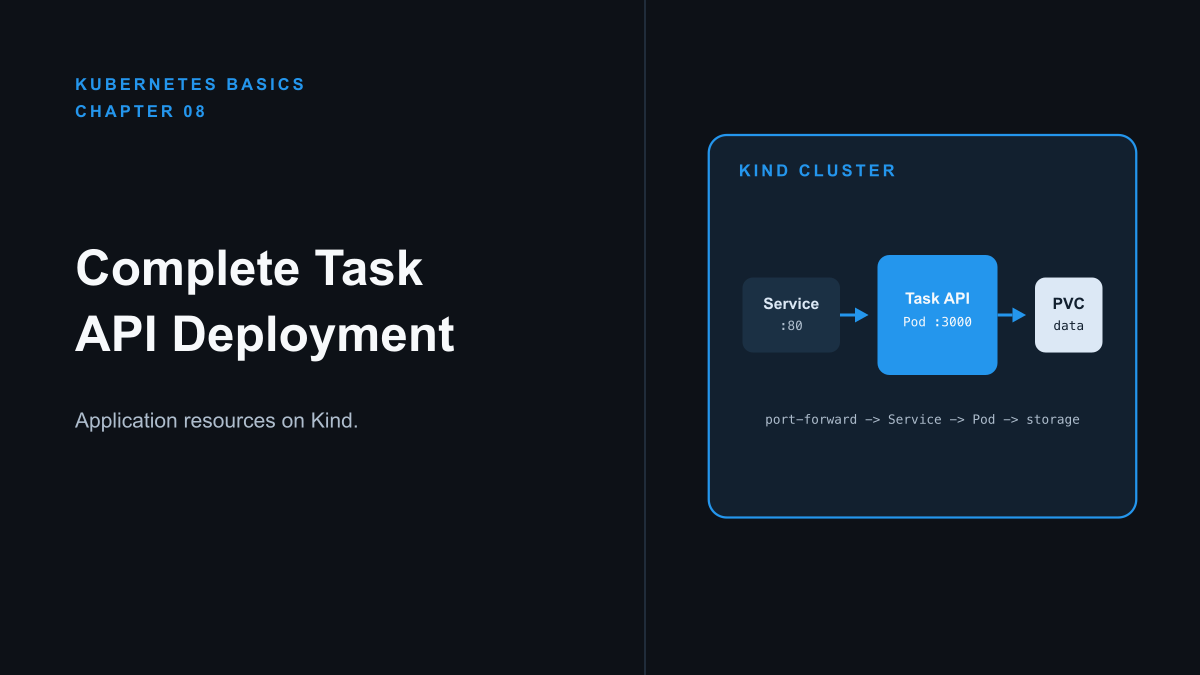 KUBERNETES BASICS
CHAPTER 08
Complete Task
API Deployment
Application resources on Kind.
KIND CLUSTER
Service
:80
Task API
Pod :3000
PVC
data
port-forward -> Service -> Pod -> storage